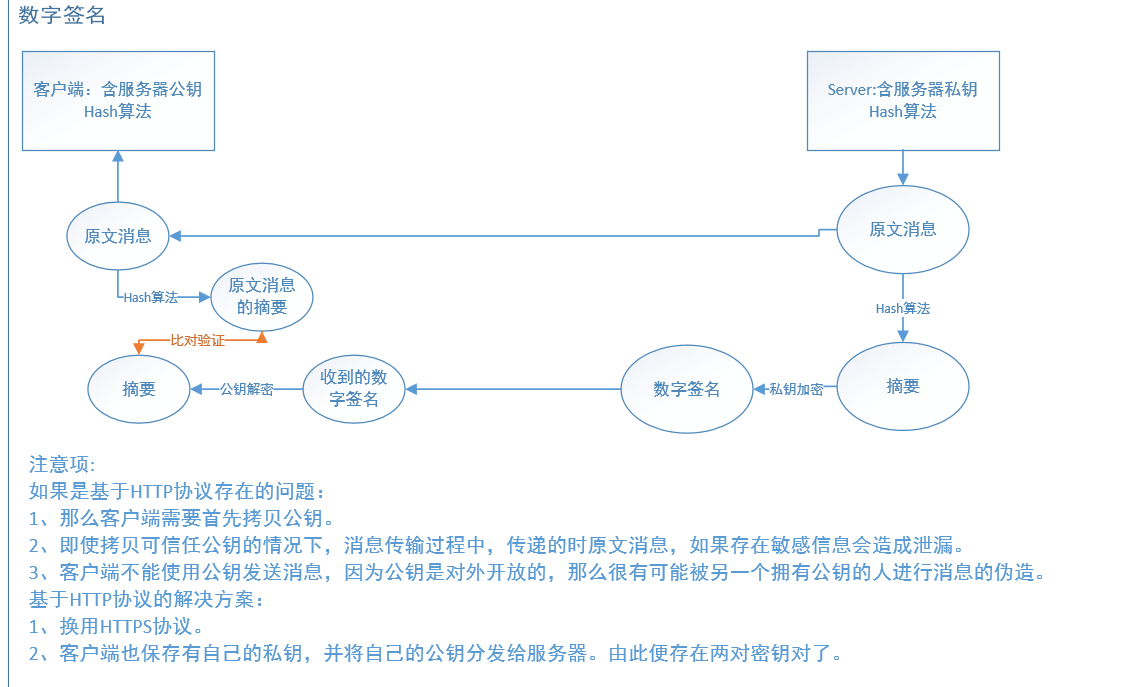 数字签名
客户端：含服务器公钥
Hash算法
Server:含服务器私钥
Hash算法
原文消息
原文消息
Hash算法
原文消息
的摘要
Hash算法
比对验证
摘要
公钥解密
收到的数
字签名
数字签名
私钥加密
摘要
注意项:
如果是基于HTTP协议存在的问题：
1、那么客户端需要首先拷贝公钥。
2、即使拷贝可信任公钥的情况下，消息传输过程中，传递的时原文消息，如果存在敏感信息会造成泄漏。
3、客户端不能使用公钥发送消息，因为公钥是对外开放的，那么很有可能被另一个拥有公钥的人进行消息的伪造。
基于HTTP协议的解决方案：
1、换用HTTPS协议。
2、客户端也保存有自己的私钥，并将自己的公钥分发给服务器。由此便存在两对密钥对了。